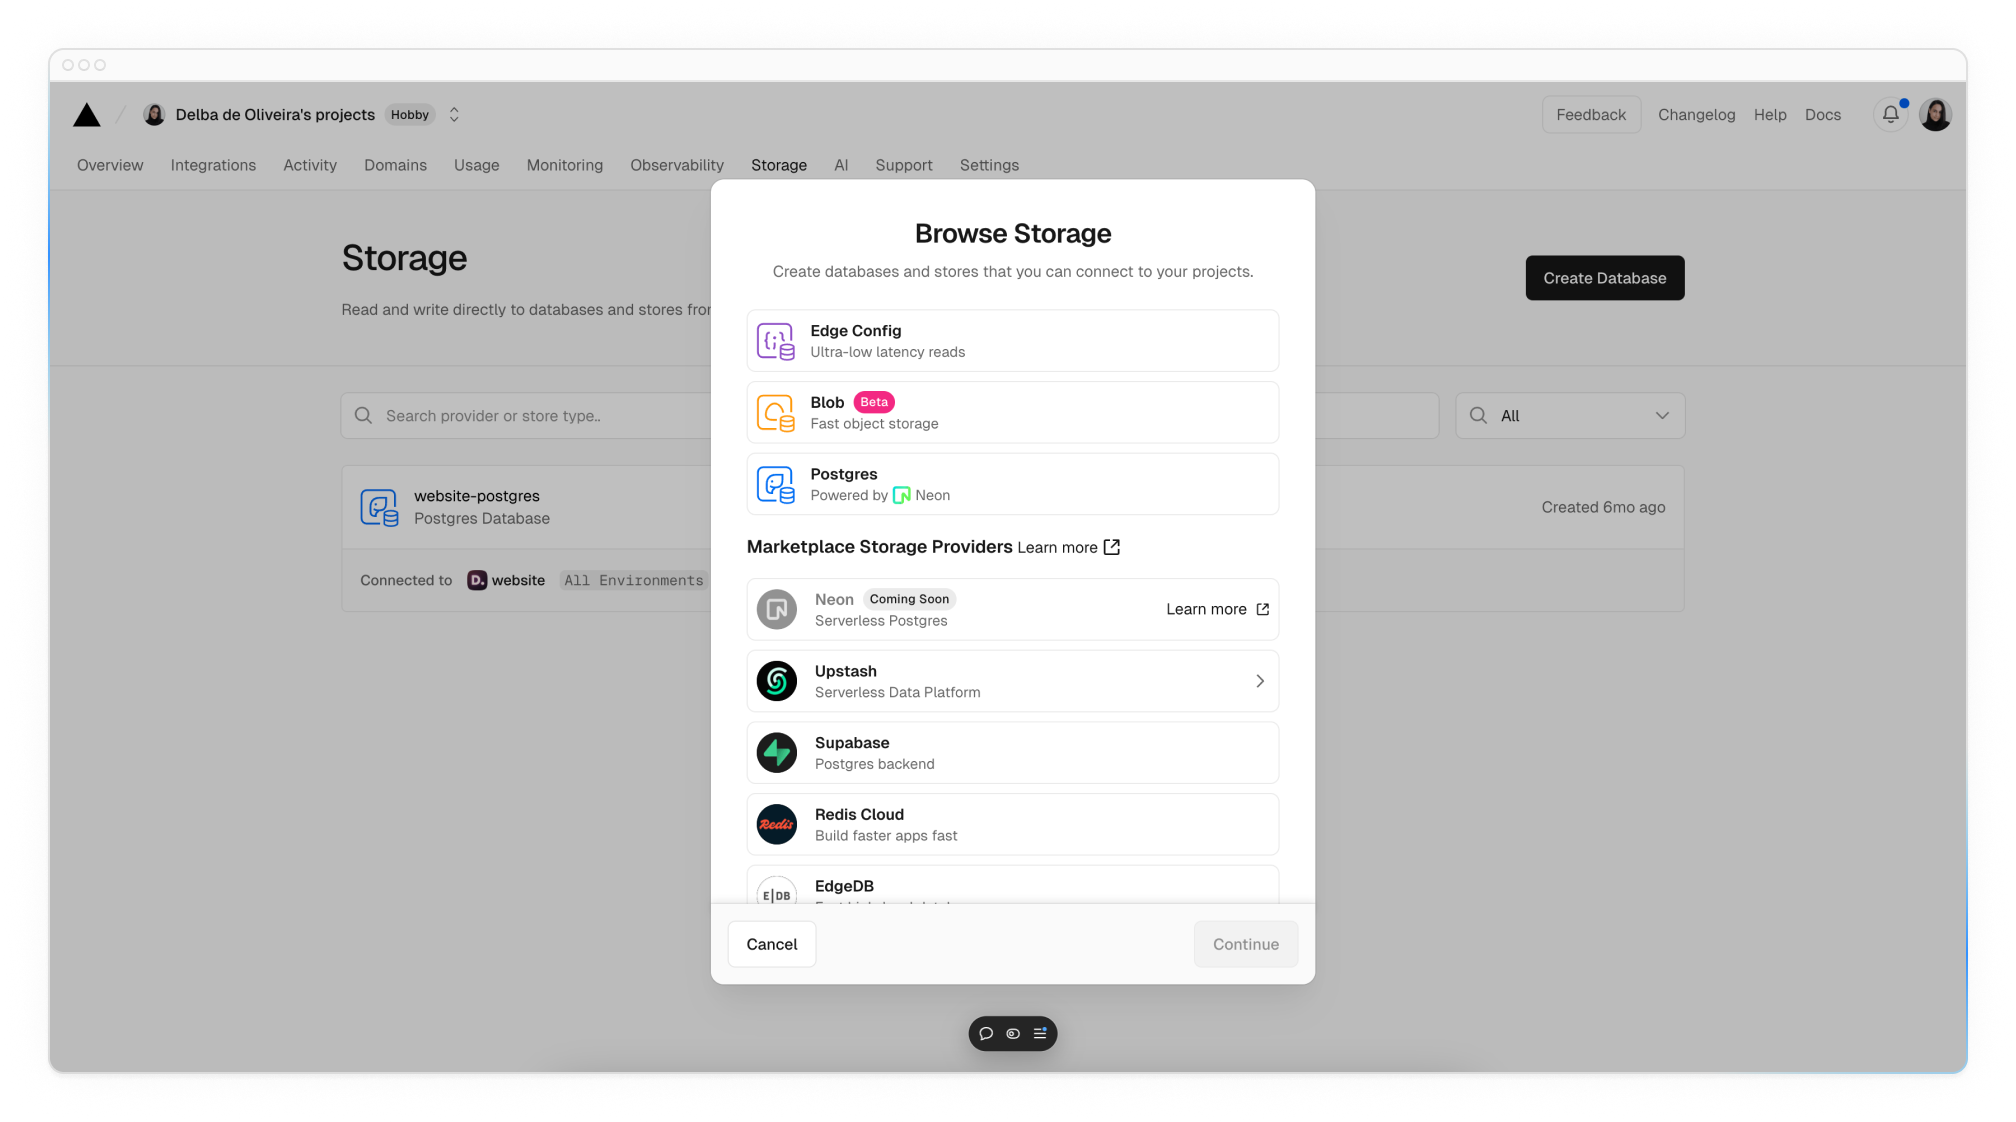 Delba de Oliveira's projects Hobby
Feedback Changelog Help Docs
Overview Integrations Activity Domains Usage Monitoring Observability Storage AI Support Settings
Storage
Read and write directly to databases and stores
Create Database
Search provider or store type..
All
website-postgres
Postgres Database
Created 6mo ago
Connected to D. website All Environments
Browse Storage
Create databases and stores that you can connect to your projects.
Edge Config
Ultra-low latency reads
Blob Beta
Fast object storage
Postgres
Powered by Neon
Marketplace Storage Providers Learn more
Neon Coming Soon
Serverless Postgres
Learn more
Upstash
Serverless Data Platform
Supabase
Postgres backend
Redis
Redis Cloud
Build faster apps fast
E|DB
EdgeDB
Cancel
Continue